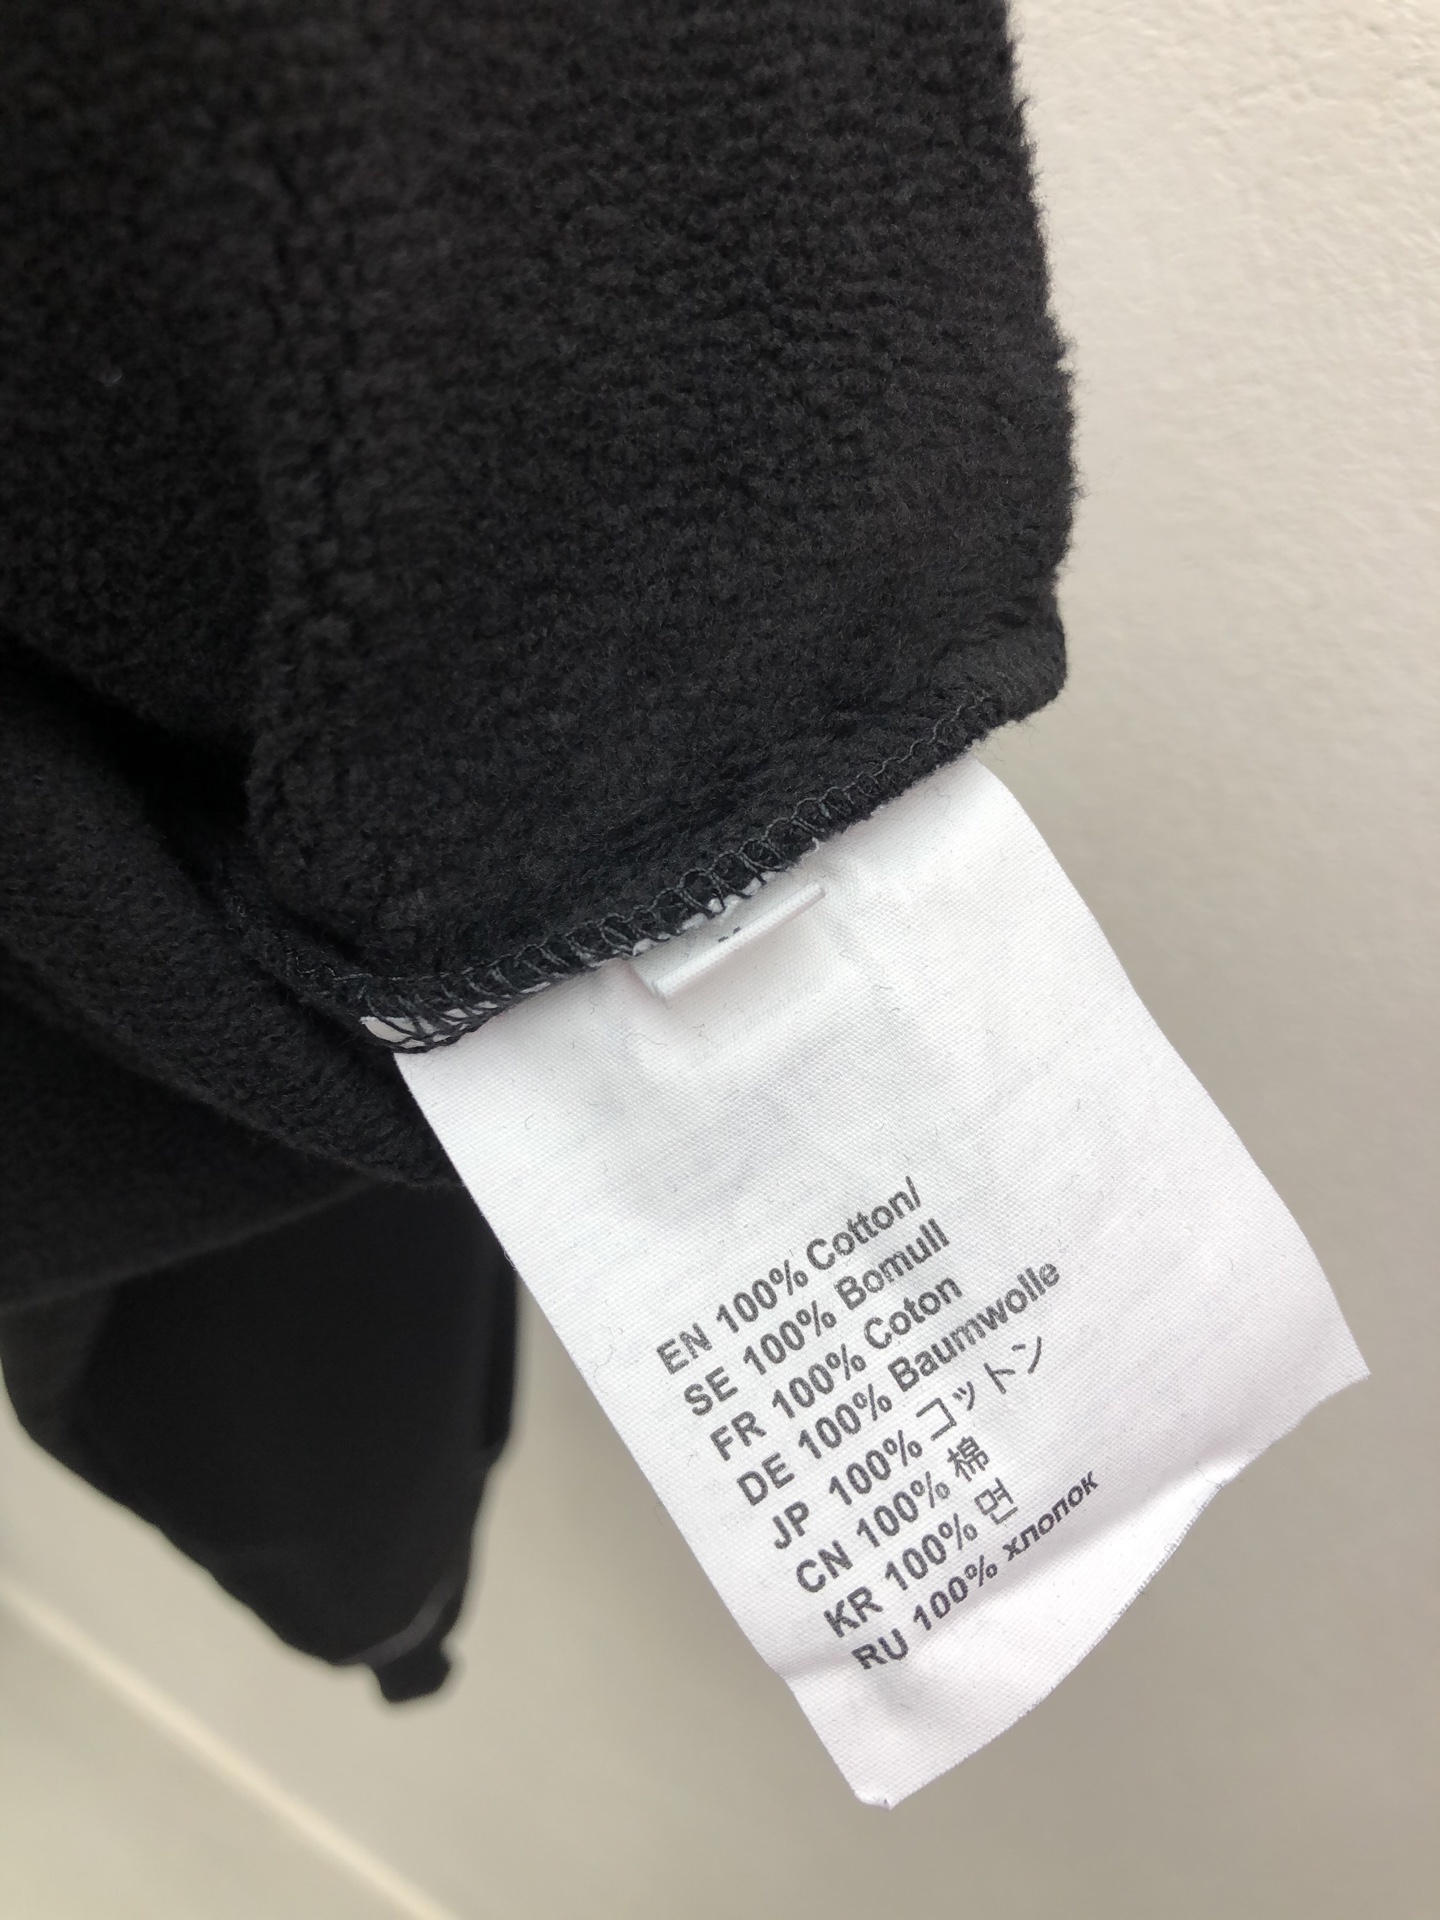 EN 100% Cotton/
SE 100% Bomull
FR 100% Coton
DE 100% Baumwolle
JP 100% コットン
CN 100% 棉
KR 100% 면
RU 100% хлопок